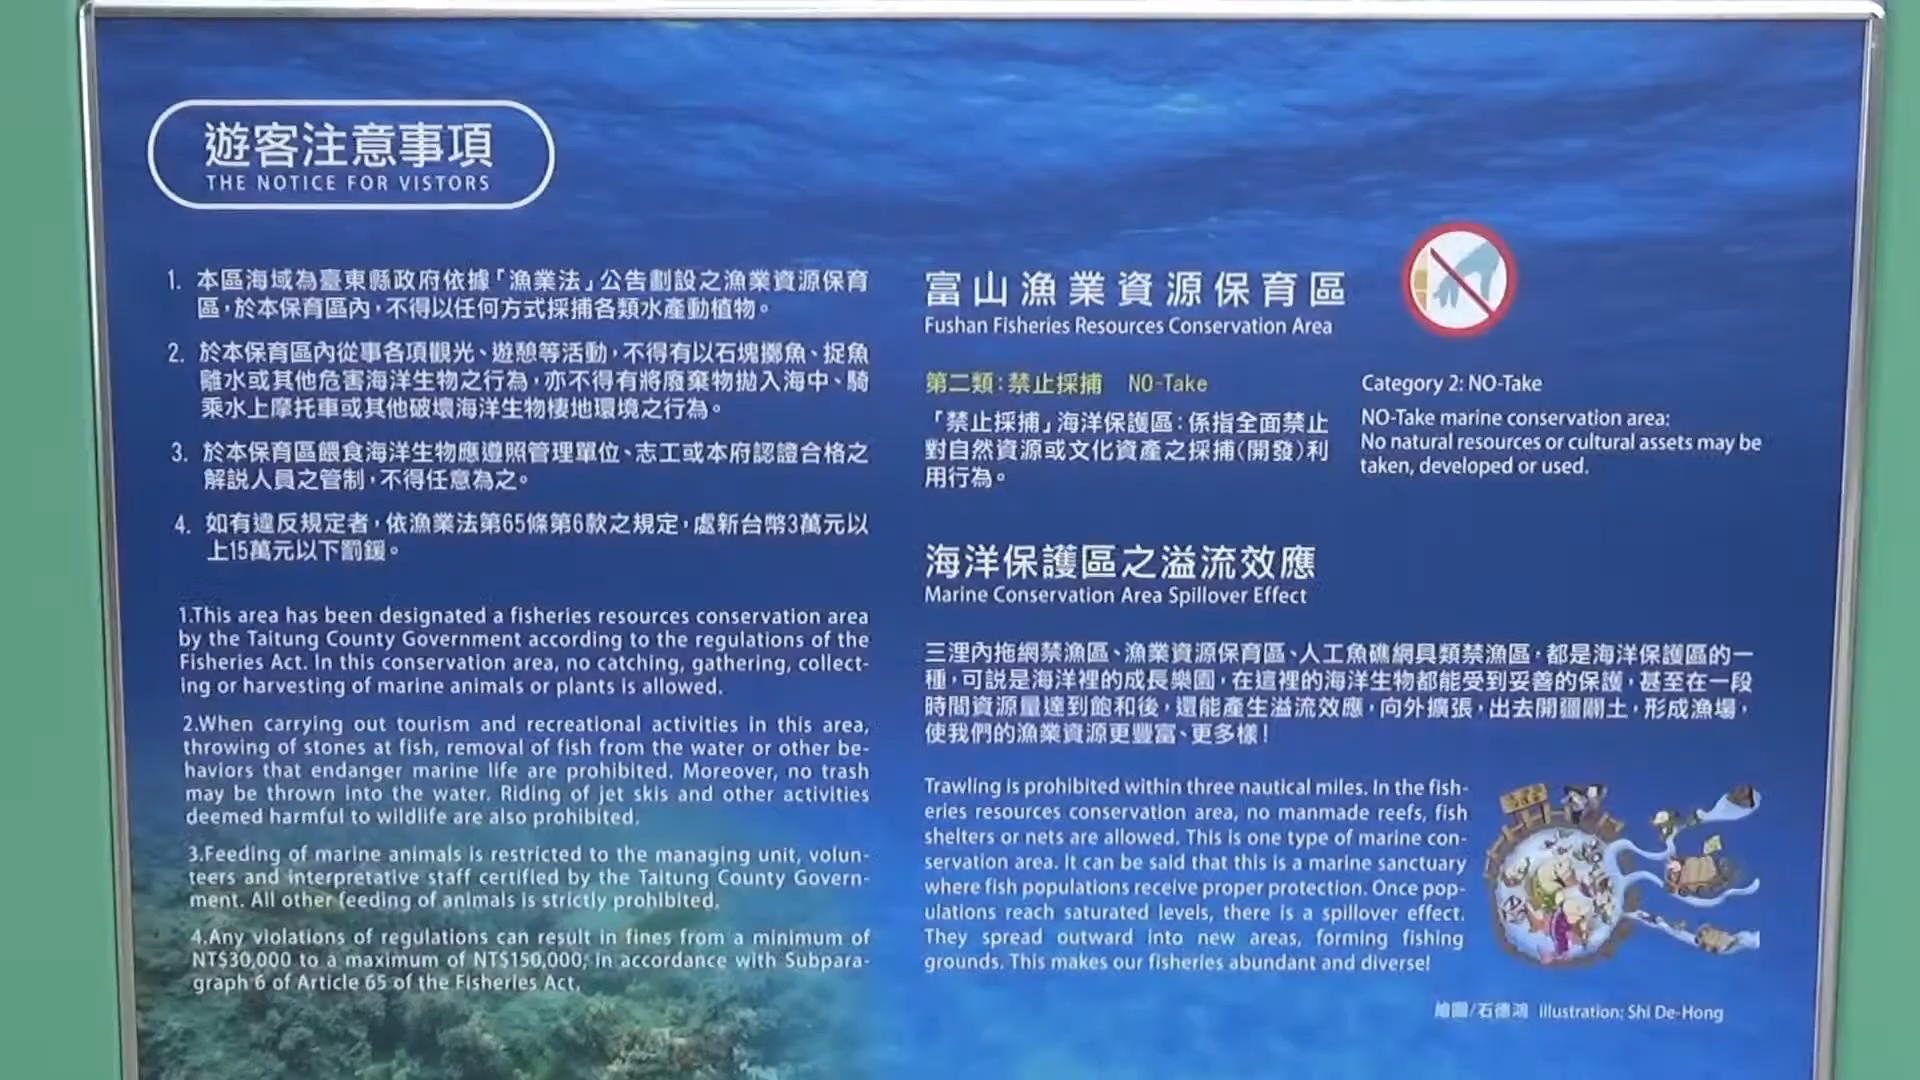 遊客注意事項
THE NOTICE FOR VISTORS
1. 本區海域為臺東縣政府依據「漁業法」公告劃設之漁業資源保育
區，於本保育區內，不得以任何方式採捕各類水產動植物。
2. 於本保育區內從事各項觀光、遊憩等活動，不得有以石塊擲魚、捉魚
離水或其他危害海洋生物之行為，亦不得有將廢棄物拋入海中、騎
乘水上摩托車或其他破壞海洋生物棲地環境之行為。
3. 於本保育區餵食海洋生物應遵照管理單位、志工或本府認證合格之
解說人員之管制，不得任意為之。
4. 如有違反規定者，依漁業法第65條第6款之規定，處新台幣3萬元以
上15萬元以下罰鍰。
1.This area has been designated a fisheries resources conservation area
by the Taitung County Government according to the regulations of the
Fisheries Act. In this conservation area, no catching, gathering, collect-
ing or harvesting of marine animals or plants is allowed.
2.When carrying out tourism and recreational activities in this area,
throwing of stones at fish, removal of fish from the water or other be-
haviors that endanger marine life are prohibited. Moreover, no trash
may be thrown into the water. Riding of jet skis and other activities
deemed harmful to wildlife are also prohibited.
3.Feeding of marine animals is restricted to the managing unit, volun-
teers and interpretative staff certified by the Taitung County Govern-
ment. All other feeding of animals is strictly prohibited.
4.Any violations of regulations can result in fines from a minimum of
NT$30,000 to a maximum of NT$150,000, in accordance with Subpara-
graph 6 of Article 65 of the Fisheries Act.
富山漁業資源保育區
Fushan Fisheries Resources Conservation Area
第二類：禁止採捕 NO-Take
「禁止採捕」海洋保護區：係指全面禁止
對自然資源或文化資產之採捕（開發）利
用行為。
Category 2: NO-Take
NO-Take marine conservation area:
No natural resources or cultural assets may be
taken, developed or used.
海洋保護區之溢流效應
Marine Conservation Area Spillover Effect
三浬內拖網禁漁區、漁業資源保育區、人工魚礁網具類禁漁區，都是海洋保護區的一
種，可說是海洋裡的成長樂園，在這裡的海洋生物都能受到妥善的保護，甚至在一段
時間資源量達到飽和後，還能產生溢流效應，向外擴張，出去開疆闢土，形成漁場，
使我們的漁業資源更豐富、更多樣！
Trawling is prohibited within three nautical miles. In the fish-
eries resources conservation area, no manmade reefs, fish
shelters or nets are allowed. This is one type of marine con-
servation area. It can be said that this is a marine sanctuary
where fish populations receive proper protection. Once pop-
ulations reach saturated levels, there is a spillover effect.
They spread outward into new areas, forming fishing
grounds. This makes our fisheries abundant and diverse!
繪圖/石德鴻 Illustration: Shi De-Hong